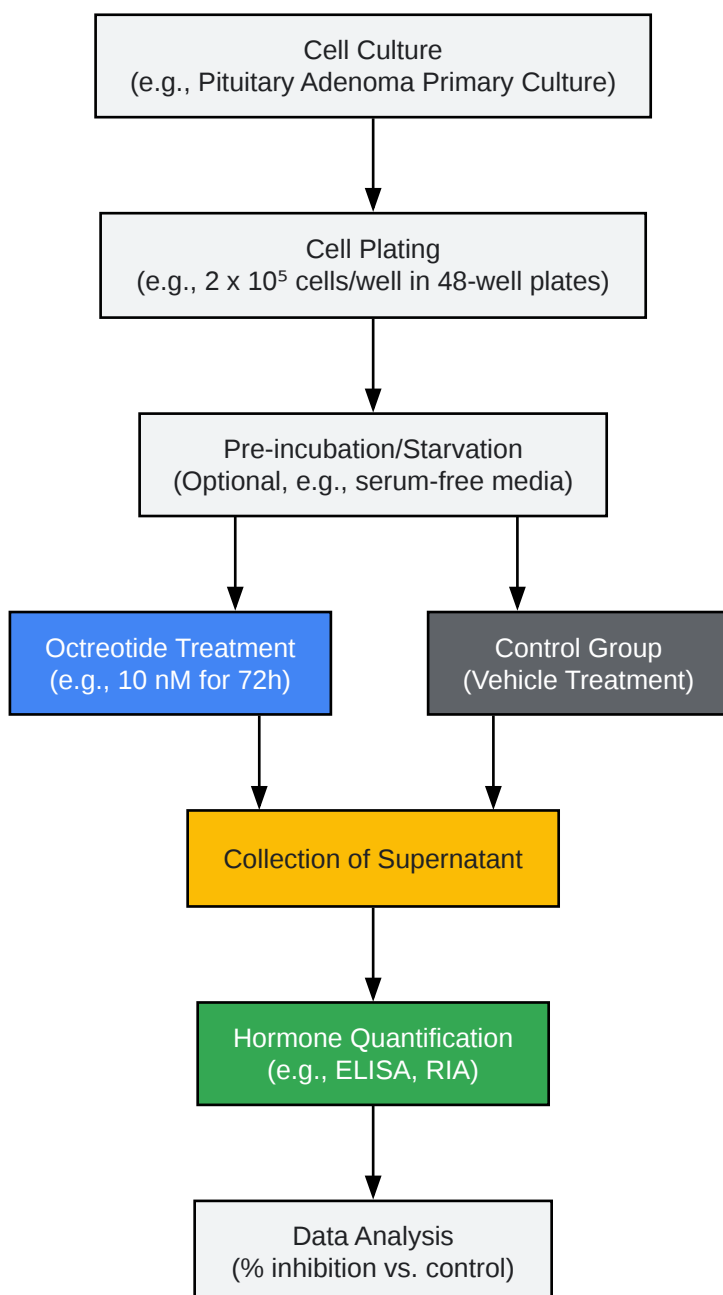 Cell Culture
(e.g., Pituitary Adenoma Primary Culture)
Cell Plating
(e.g., 2 x 10⁵ cells/well in 48-well plates)
Pre-incubation/Starvation
(Optional, e.g., serum-free media)
Octreotide Treatment
(e.g., 10 nM for 72h)
Control Group
(Vehicle Treatment)
Collection of Supernatant
Hormone Quantification
(e.g., ELISA, RIA)
Data Analysis
(% inhibition vs. control)